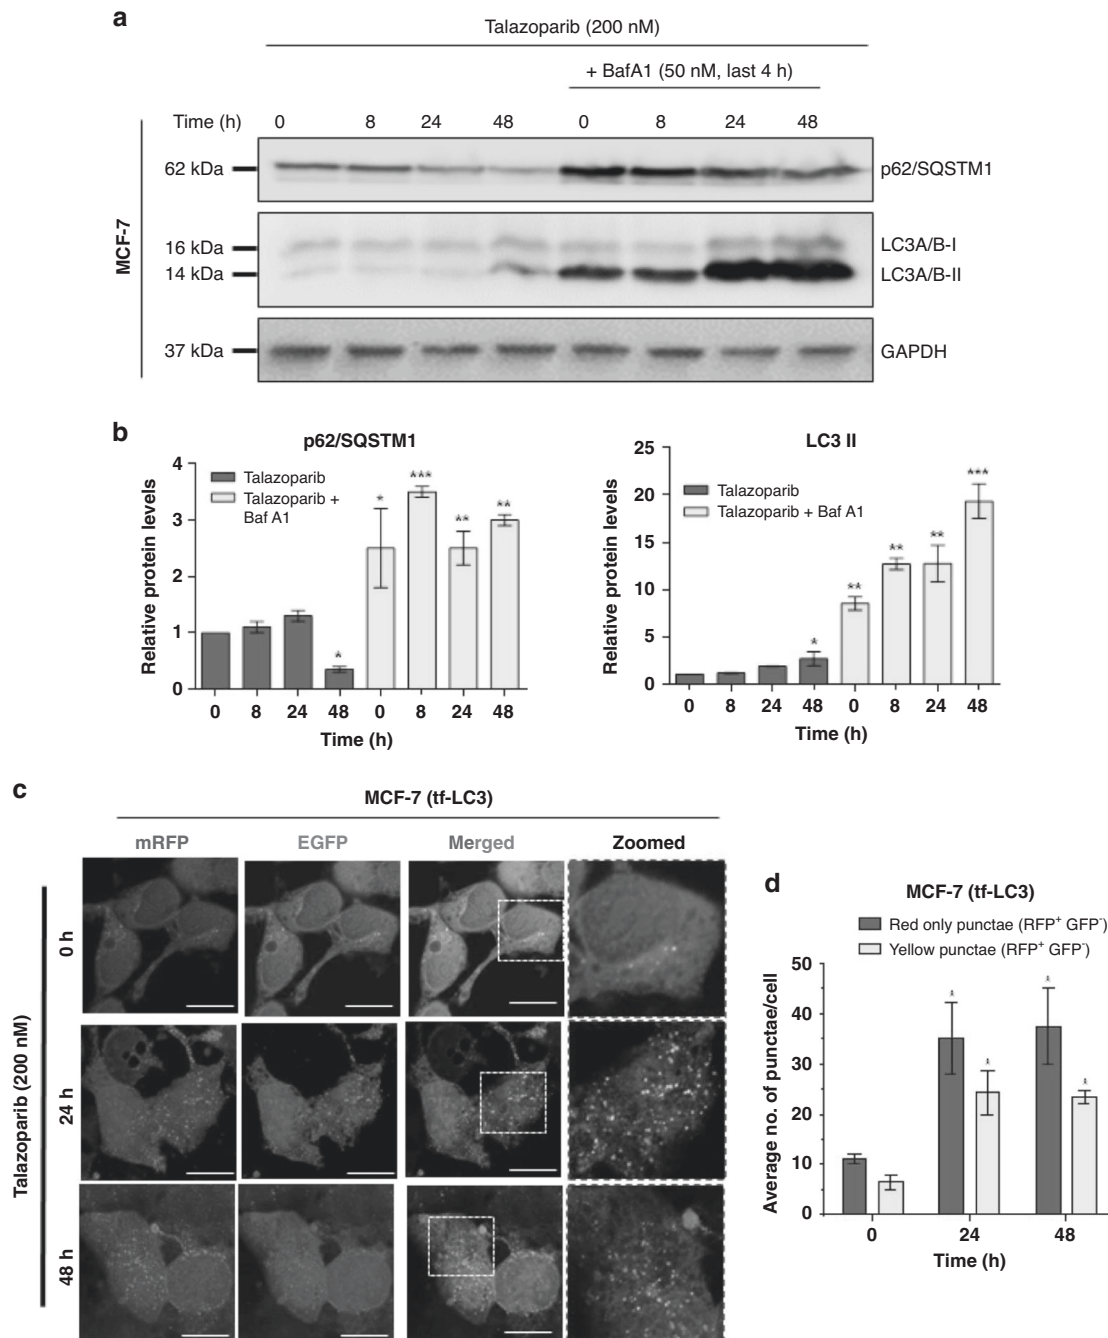 a
Talazoparib (200 nM)
+ BafA1 (50 nM, last 4 h)
Time (h) 0 8 24 48 0 8 24 48
MCF-7
62 kDa p62/SQSTM1
16 kDa LC3A/B-I
14 kDa LC3A/B-II
37 kDa GAPDH
b
p62/SQSTM1
Relative protein levels
4
3
2
1
0
Talazoparib
Talazoparib +
Baf A1
* *** ** **
*
0 8 24 48 0 8 24 48
Time (h)
LC3 II
Relative protein levels
25
20
15
10
5
0
Talazoparib
Talazoparib + Baf A1
***
** **
**
*
0 8 24 48 0 8 24 48
Time (h)
c
MCF-7 (tf-LC3)
mRFP EGFP Merged Zoomed
Talazoparib (200 nM)
0 h
24 h
48 h
d
MCF-7 (tf-LC3)
Red only punctae (RFP⁺ GFP⁻)
Yellow punctae (RFP⁺ GFP⁻)
Average no. of punctae/cell
50
40
30
20
10
0
* * * *
0 24 48
Time (h)